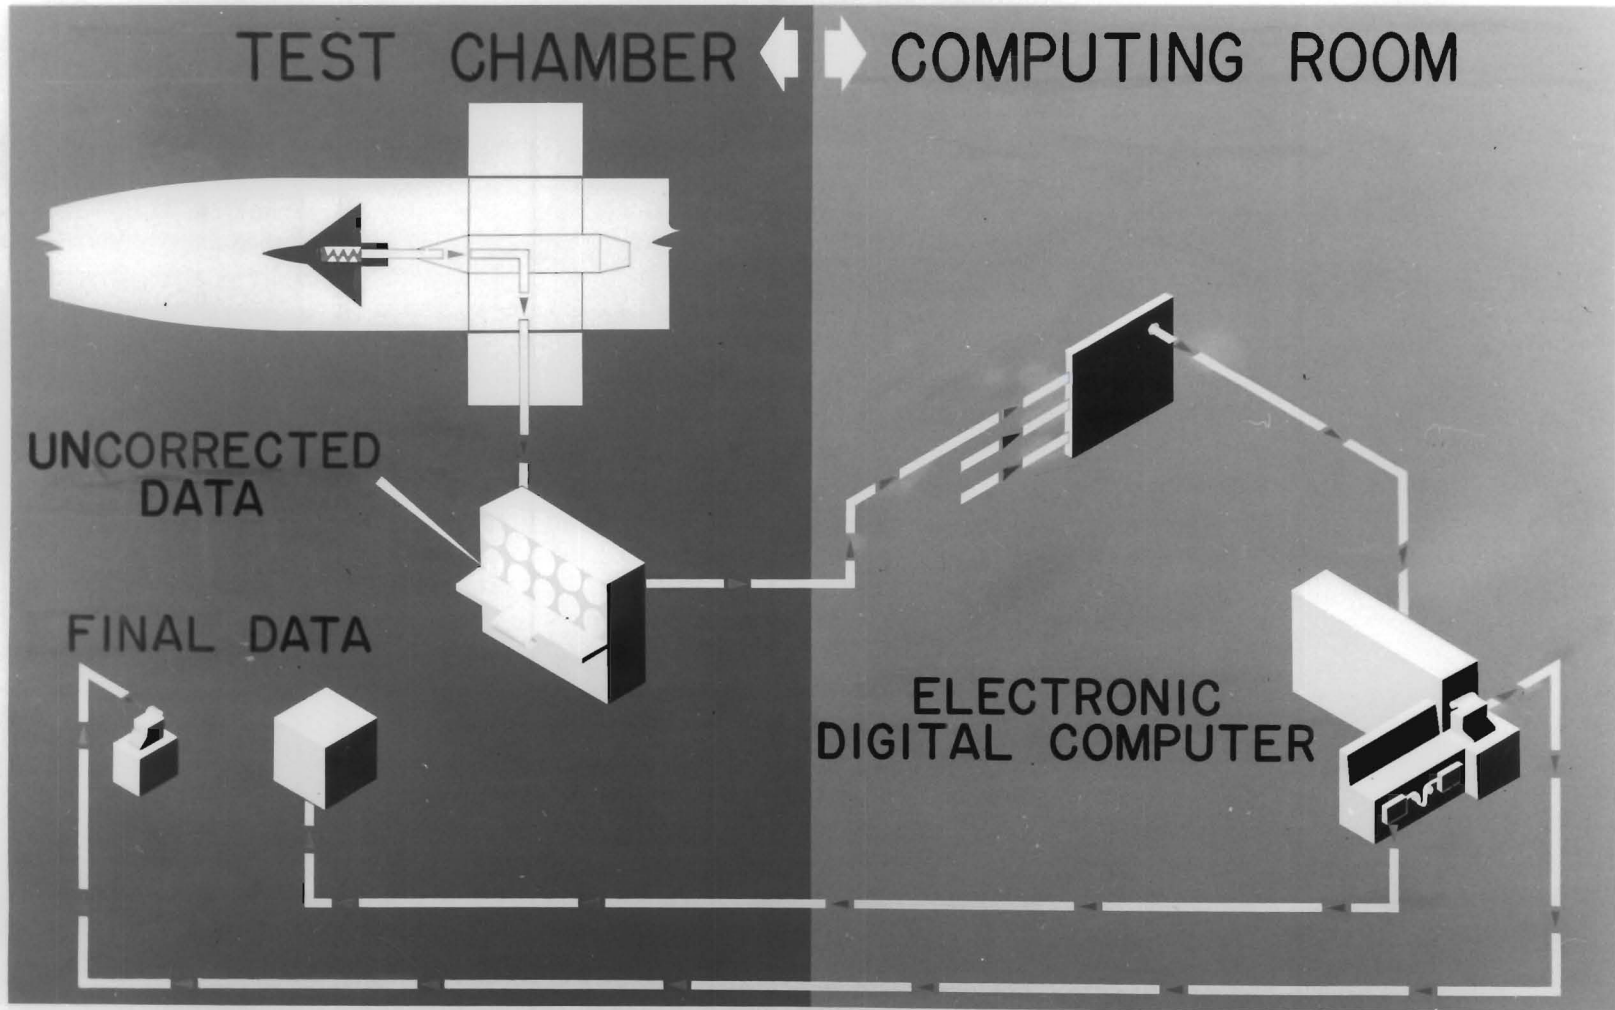 TEST CHAMBER
COMPUTING ROOM
UNCORRECTED
DATA
FINAL DATA
ELECTRONIC
DIGITAL COMPUTER